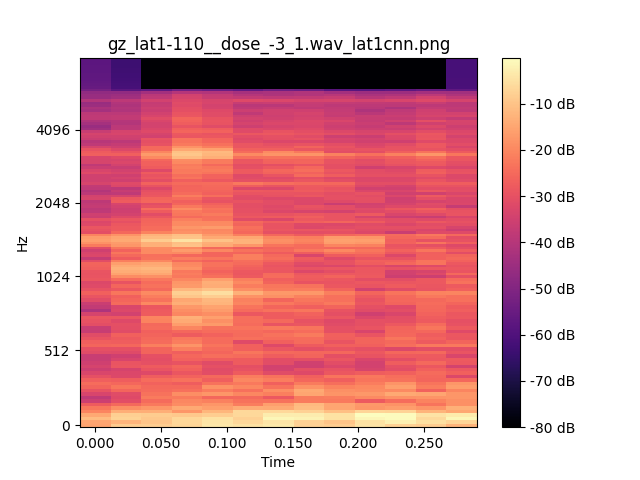 gz_lat1-110__dose_-3_1.wav_lat1cnn.png
Hz
4096
2048
1024
512
0
0.000 0.050 0.100 0.150 0.200 0.250
Time
-10 dB
-20 dB
-30 dB
-40 dB
-50 dB
-60 dB
-70 dB
-80 dB